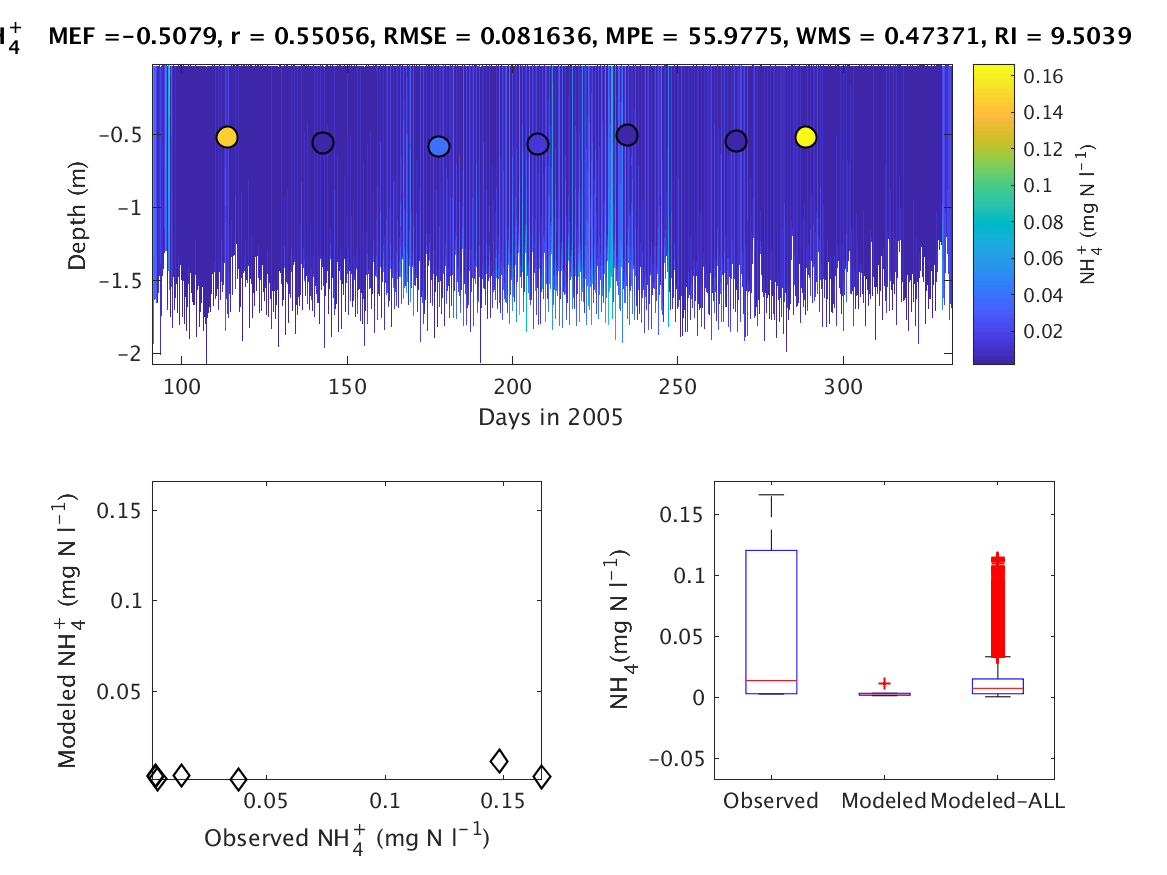 NH₄⁺ MEF =-0.5079, r = 0.55056, RMSE = 0.081636, MPE = 55.9775, WMS = 0.47371, RI = 9.5039
Depth (m)
-0.5
-1
-1.5
-2
100 150 200 250 300
Days in 2005
0.16
0.14
0.12
0.1
0.08
0.06
0.04
0.02
NH₄⁺ (mg N l⁻¹)
Modeled NH₄⁺ (mg N l⁻¹)
0.15
0.1
0.05
0.05 0.1 0.15
Observed NH₄⁺ (mg N l⁻¹)
NH₄(mg N l⁻¹)
0.15
0.1
0.05
0
-0.05
Observed Modeled Modeled-ALL